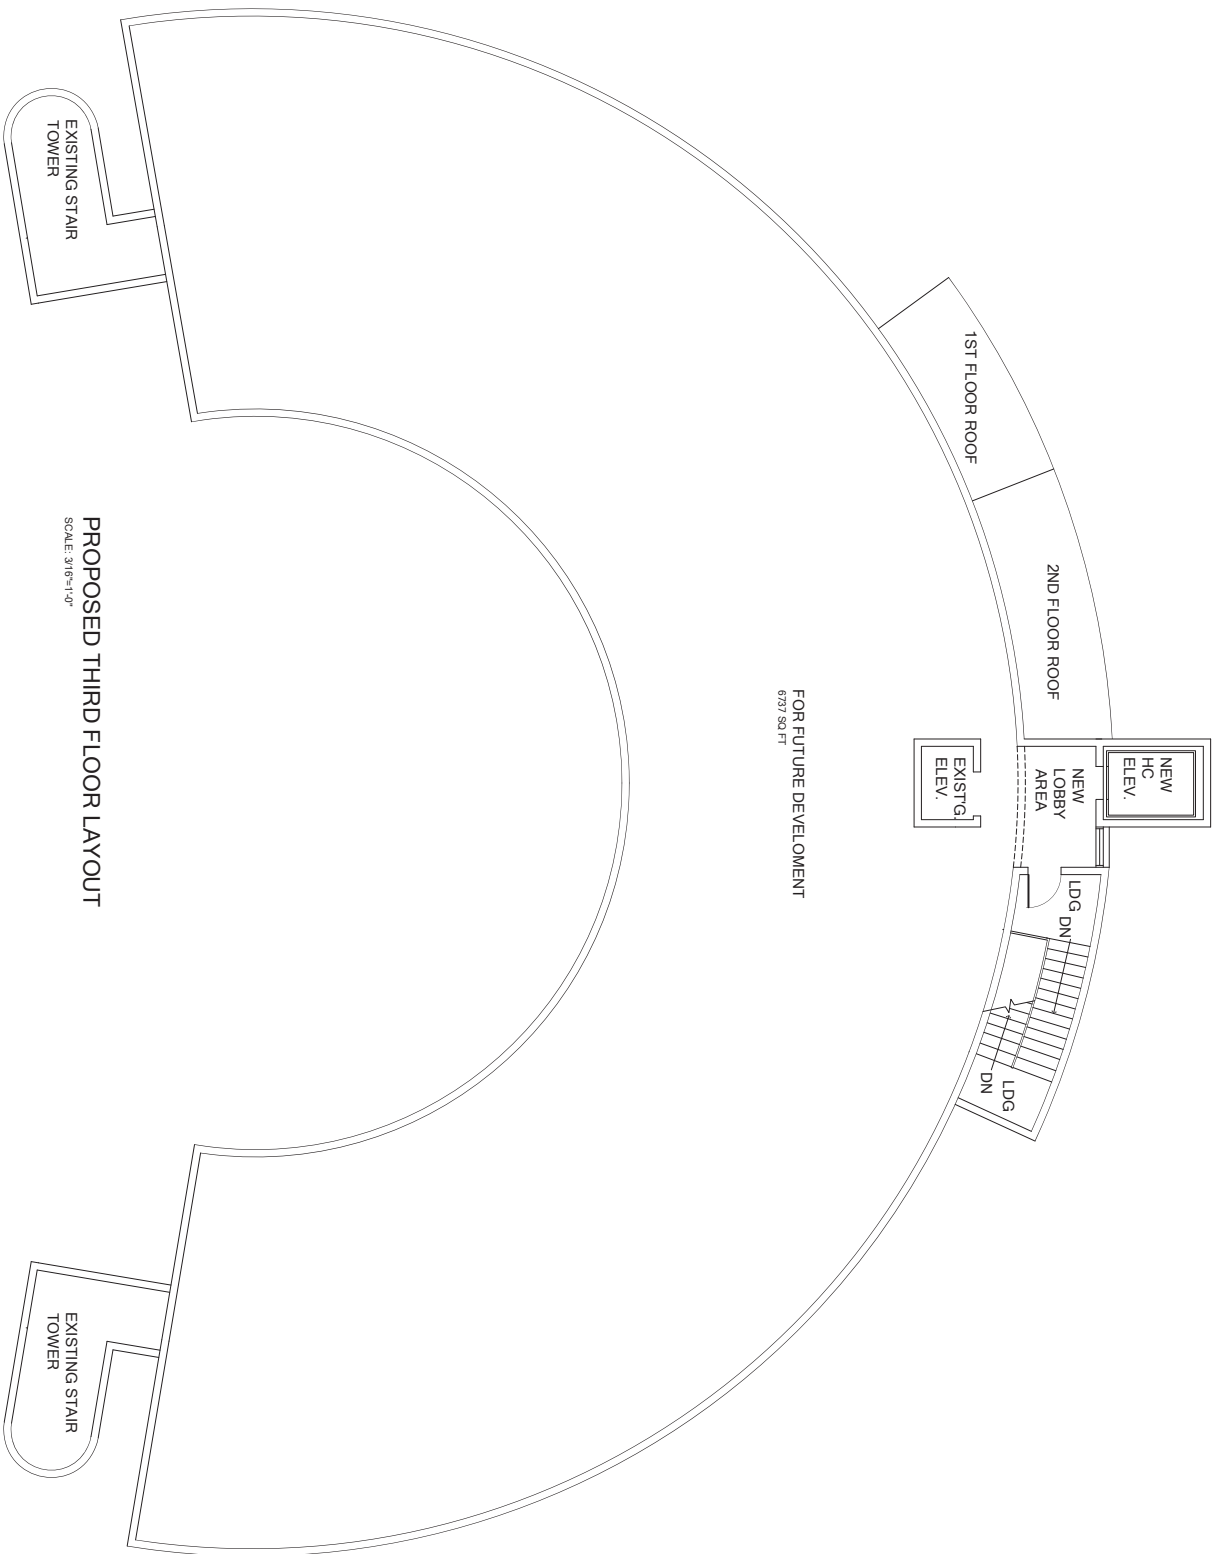 NEW
HC
ELEV.
NEW
LOBBY
AREA
EXIST'G.
ELEV.
1ST FLOOR ROOF
2ND FLOOR ROOF
LDG
DN
LDG
DN
FOR FUTURE DEVELOMENT
6737 SQ FT
EXISTING STAIR
TOWER
EXISTING STAIR
TOWER
PROPOSED THIRD FLOOR LAYOUT
SCALE: 3/16"=1'-0"